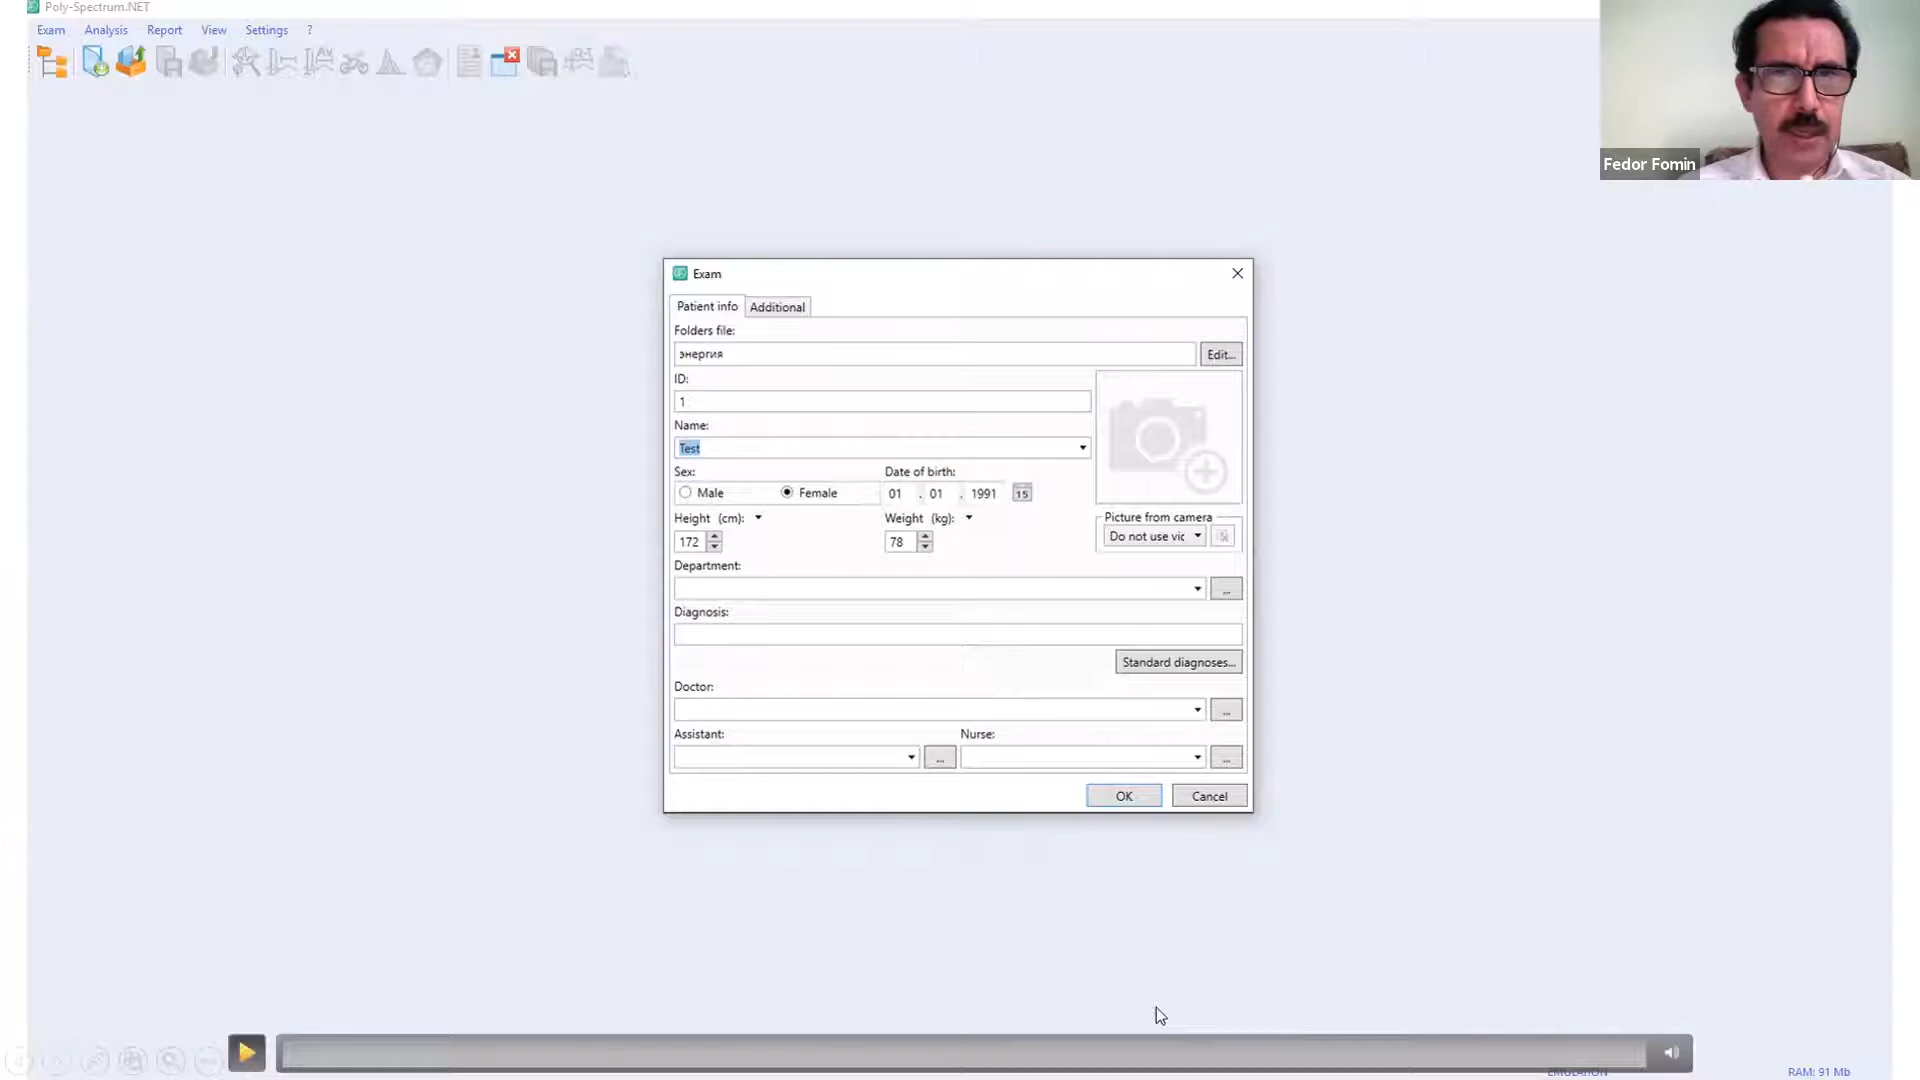 Poly-Spectrum.NET
Exam Analysis Report View Settings ?
Fedor Fomin
Exam
Patient info Additional
Folders file:
энергия Edit...
ID:
1
Name:
Test
Sex: Date of birth:
Male Female 01 . 01 . 1991 15
Height (cm): Weight (kg): Picture from camera
172 78 Do not use vic
Department:
...
Diagnosis:
Standard diagnoses...
Doctor:
...
Assistant: Nurse:
... ...
OK Cancel
EMULATION RAM: 91 Mb